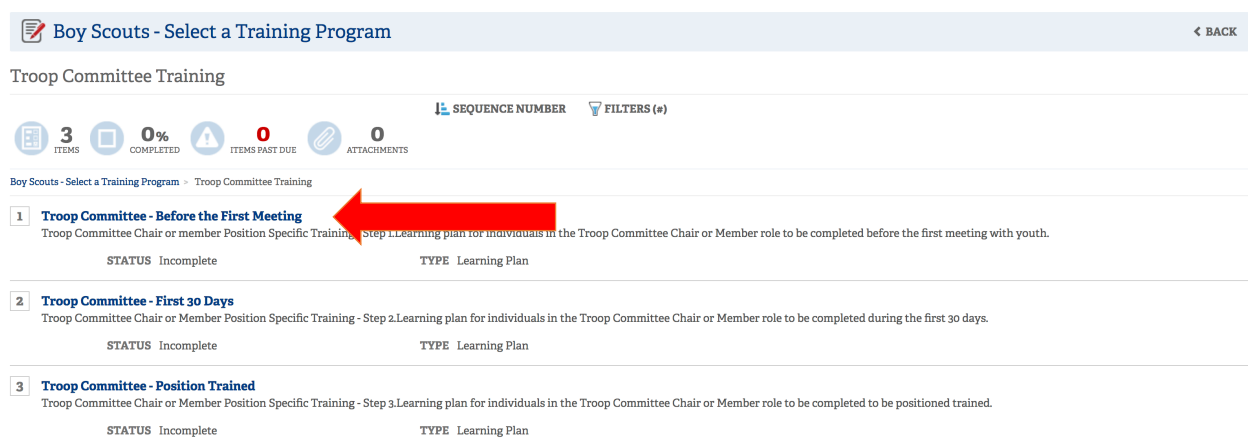 Boy Scouts - Select a Training Program
< BACK
Troop Committee Training
SEQUENCE NUMBER FILTERS (#)
3 ITEMS 0% COMPLETED 0 ITEMS PAST DUE 0 ATTACHMENTS
Boy Scouts - Select a Training Program > Troop Committee Training
1 Troop Committee - Before the First Meeting
Troop Committee Chair or member Position Specific Training Step 1.Learning plan for individuals in the Troop Committee Chair or Member role to be completed before the first meeting with youth.
STATUS Incomplete TYPE Learning Plan
2 Troop Committee - First 30 Days
Troop Committee Chair or Member Position Specific Training - Step 2.Learning plan for individuals in the Troop Committee Chair or Member role to be completed during the first 30 days.
STATUS Incomplete TYPE Learning Plan
3 Troop Committee - Position Trained
Troop Committee Chair or Member Position Specific Training - Step 3.Learning plan for individuals in the Troop Committee Chair or Member role to be completed to be positioned trained.
STATUS Incomplete TYPE Learning Plan